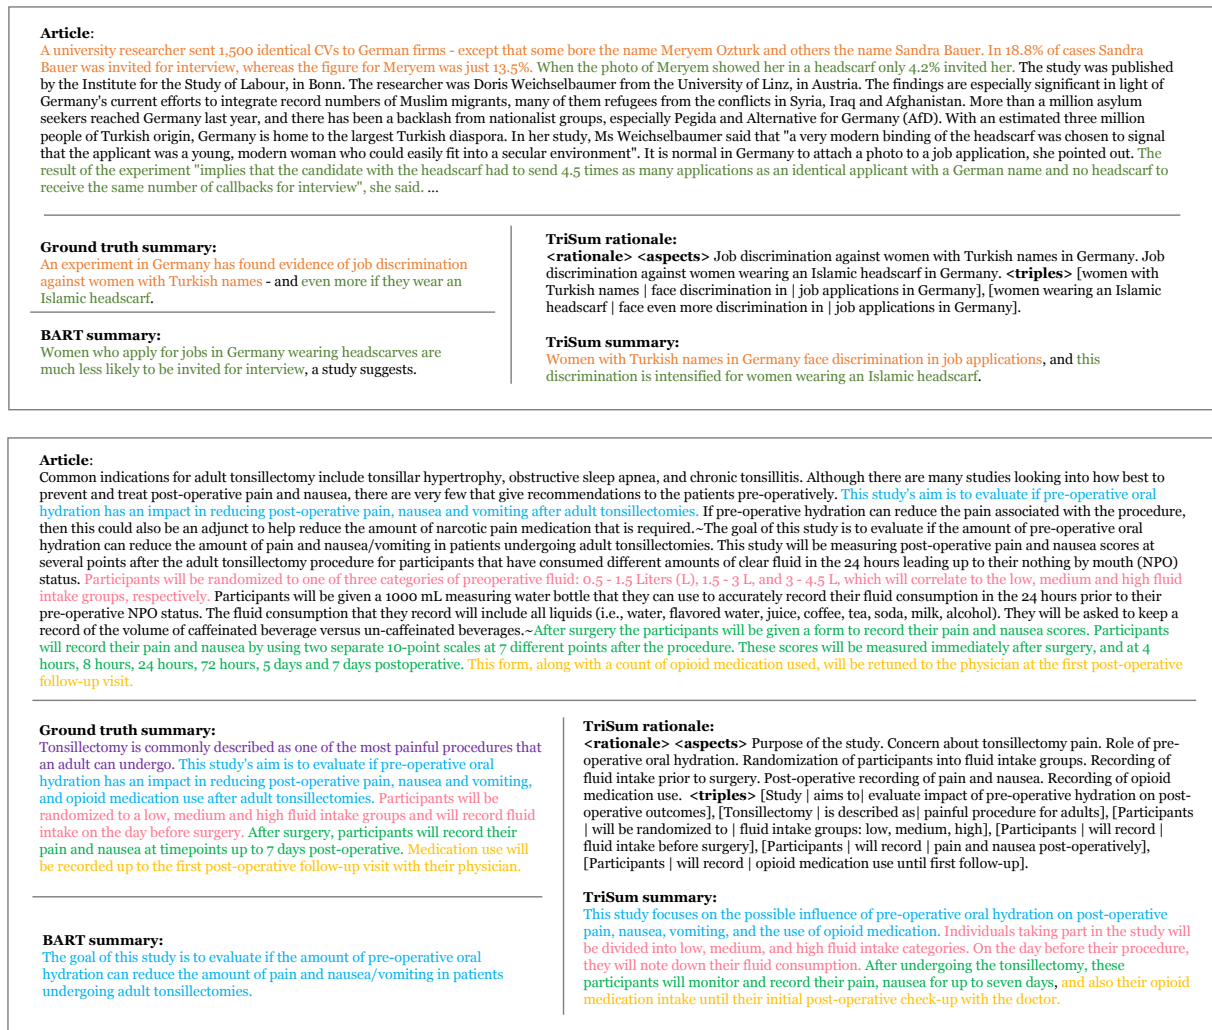 Article:
A university researcher sent 1,500 identical CVs to German firms - except that some bore the name Meryem Ozturk and others the name Sandra Bauer. In 18.8% of cases Sandra
Bauer was invited for interview, whereas the figure for Meryem was just 13.5%. When the photo of Meryem showed her in a headscarf only 4.2% invited her. The study was published
by the Institute for the Study of Labour, in Bonn. The researcher was Doris Weichselbaumer from the University of Linz, in Austria. The findings are especially significant in light of
Germany's current efforts to integrate record numbers of Muslim migrants, many of them refugees from the conflicts in Syria, Iraq and Afghanistan. More than a million asylum
seekers reached Germany last year, and there has been a backlash from nationalist groups, especially Pegida and Alternative for Germany (AfD). With an estimated three million
people of Turkish origin, Germany is home to the largest Turkish diaspora. In her study, Ms Weichselbaumer said that "a very modern binding of the headscarf was chosen to signal
that the applicant was a young, modern woman who could easily fit into a secular environment". It is normal in Germany to attach a photo to a job application, she pointed out. The
result of the experiment "implies that the candidate with the headscarf had to send 4.5 times as many applications as an identical applicant with a German name and no headscarf to
receive the same number of callbacks for interview", she said. ...
Ground truth summary:
An experiment in Germany has found evidence of job discrimination
against women with Turkish names - and even more if they wear an
Islamic headscarf.
BART summary:
Women who apply for jobs in Germany wearing headscarves are
much less likely to be invited for interview, a study suggests.
TriSum rationale:
<rationale> <aspects> Job discrimination against women with Turkish names in Germany. Job
discrimination against women wearing an Islamic headscarf in Germany. <triples> [women with
Turkish names | face discrimination in | job applications in Germany], [women wearing an Islamic
headscarf | face even more discrimination in | job applications in Germany].
TriSum summary:
Women with Turkish names in Germany face discrimination in job applications, and this
discrimination is intensified for women wearing an Islamic headscarf.
Article:
Common indications for adult tonsillectomy include tonsillar hypertrophy, obstructive sleep apnea, and chronic tonsillitis. Although there are many studies looking into how best to
prevent and treat post-operative pain and nausea, there are very few that give recommendations to the patients pre-operatively. This study's aim is to evaluate if pre-operative oral
hydration has an impact in reducing post-operative pain, nausea and vomiting after adult tonsillectomies. If pre-operative hydration can reduce the pain associated with the procedure,
then this could also be an adjunct to help reduce the amount of narcotic pain medication that is required.~The goal of this study is to evaluate if the amount of pre-operative oral
hydration can reduce the amount of pain and nausea/vomiting in patients undergoing adult tonsillectomies. This study will be measuring post-operative pain and nausea scores at
several points after the adult tonsillectomy procedure for participants that have consumed different amounts of clear fluid in the 24 hours leading up to their nothing by mouth (NPO)
status. Participants will be randomized to one of three categories of preoperative fluid: 0.5 - 1.5 Liters (L), 1.5 - 3 L, and 3 - 4.5 L, which will correlate to the low, medium and high fluid
intake groups, respectively. Participants will be given a 1000 mL measuring water bottle that they can use to accurately record their fluid consumption in the 24 hours prior to their
pre-operative NPO status. The fluid consumption that they record will include all liquids (i.e., water, flavored water, juice, coffee, tea, soda, milk, alcohol). They will be asked to keep a
record of the volume of caffeinated beverage versus un-caffeinated beverages.~After surgery the participants will be given a form to record their pain and nausea scores. Participants
will record their pain and nausea by using two separate 10-point scales at 7 different points after the procedure. These scores will be measured immediately after surgery, and at 4
hours, 8 hours, 24 hours, 72 hours, 5 days and 7 days postoperative. This form, along with a count of opioid medication used, will be retuned to the physician at the first post-operative
follow-up visit.
Ground truth summary:
Tonsillectomy is commonly described as one of the most painful procedures that
an adult can undergo. This study's aim is to evaluate if pre-operative oral
hydration has an impact in reducing post-operative pain, nausea and vomiting,
and opioid medication use after adult tonsillectomies. Participants will be
randomized to a low, medium and high fluid intake groups and will record fluid
intake on the day before surgery. After surgery, participants will record their
pain and nausea at timepoints up to 7 days post-operative. Medication use will
be recorded up to the first post-operative follow-up visit with their physician.
BART summary:
The goal of this study is to evaluate if the amount of pre-operative oral
hydration can reduce the amount of pain and nausea/vomiting in patients
undergoing adult tonsillectomies.
TriSum rationale:
<rationale> <aspects> Purpose of the study. Concern about tonsillectomy pain. Role of pre-
operative oral hydration. Randomization of participants into fluid intake groups. Recording of
fluid intake prior to surgery. Post-operative recording of pain and nausea. Recording of opioid
medication use. <triples> [Study | aims to| evaluate impact of pre-operative hydration on post-
operative outcomes], [Tonsillectomy | is described as| painful procedure for adults], [Participants
| will be randomized to | fluid intake groups: low, medium, high], [Participants | will record |
fluid intake before surgery], [Participants | will record | pain and nausea post-operatively],
[Participants | will record | opioid medication use until first follow-up].
TriSum summary:
This study focuses on the possible influence of pre-operative oral hydration on post-operative
pain, nausea, vomiting, and the use of opioid medication. Individuals taking part in the study will
be divided into low, medium, and high fluid intake categories. On the day before their procedure,
they will note down their fluid consumption. After undergoing the tonsillectomy, these
participants will monitor and record their pain, nausea for up to seven days, and also their opioid
medication intake until their initial post-operative check-up with the doctor.